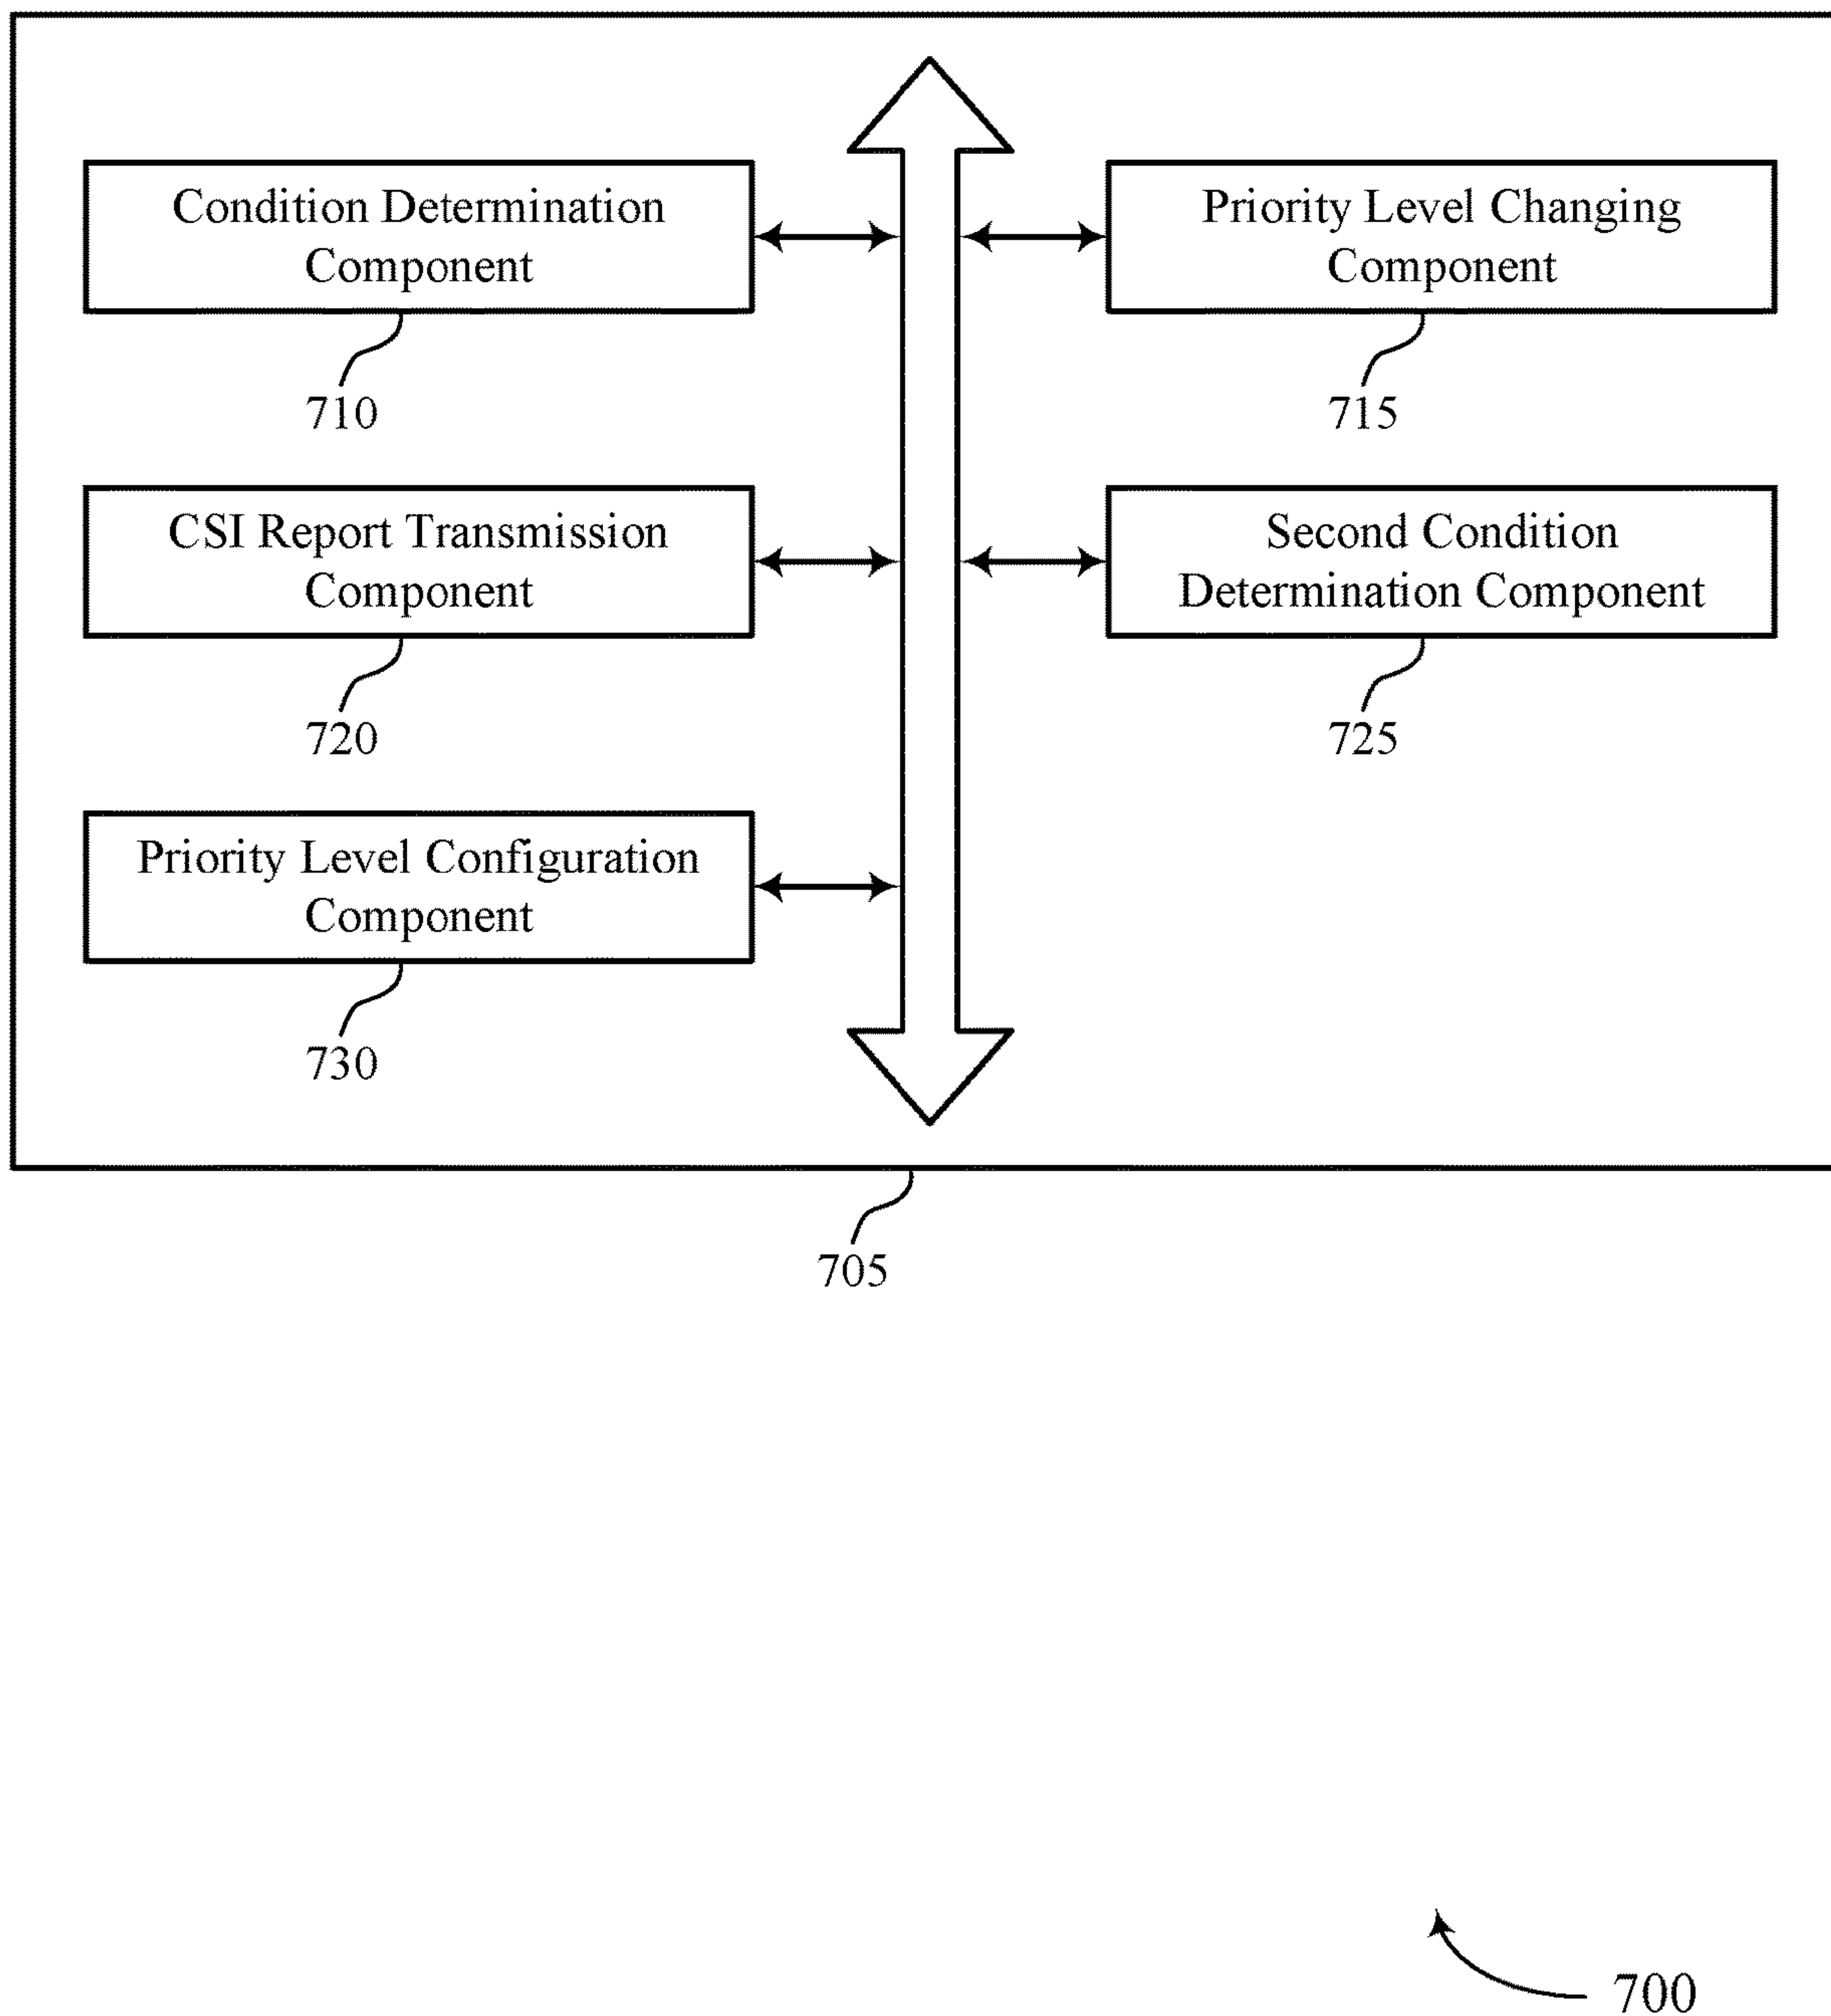 Condition Determination
Component
710
Priority Level Changing
Component
715
CSI Report Transmission
Component
720
Second Condition
Determination Component
725
Priority Level Configuration
Component
730
705
700